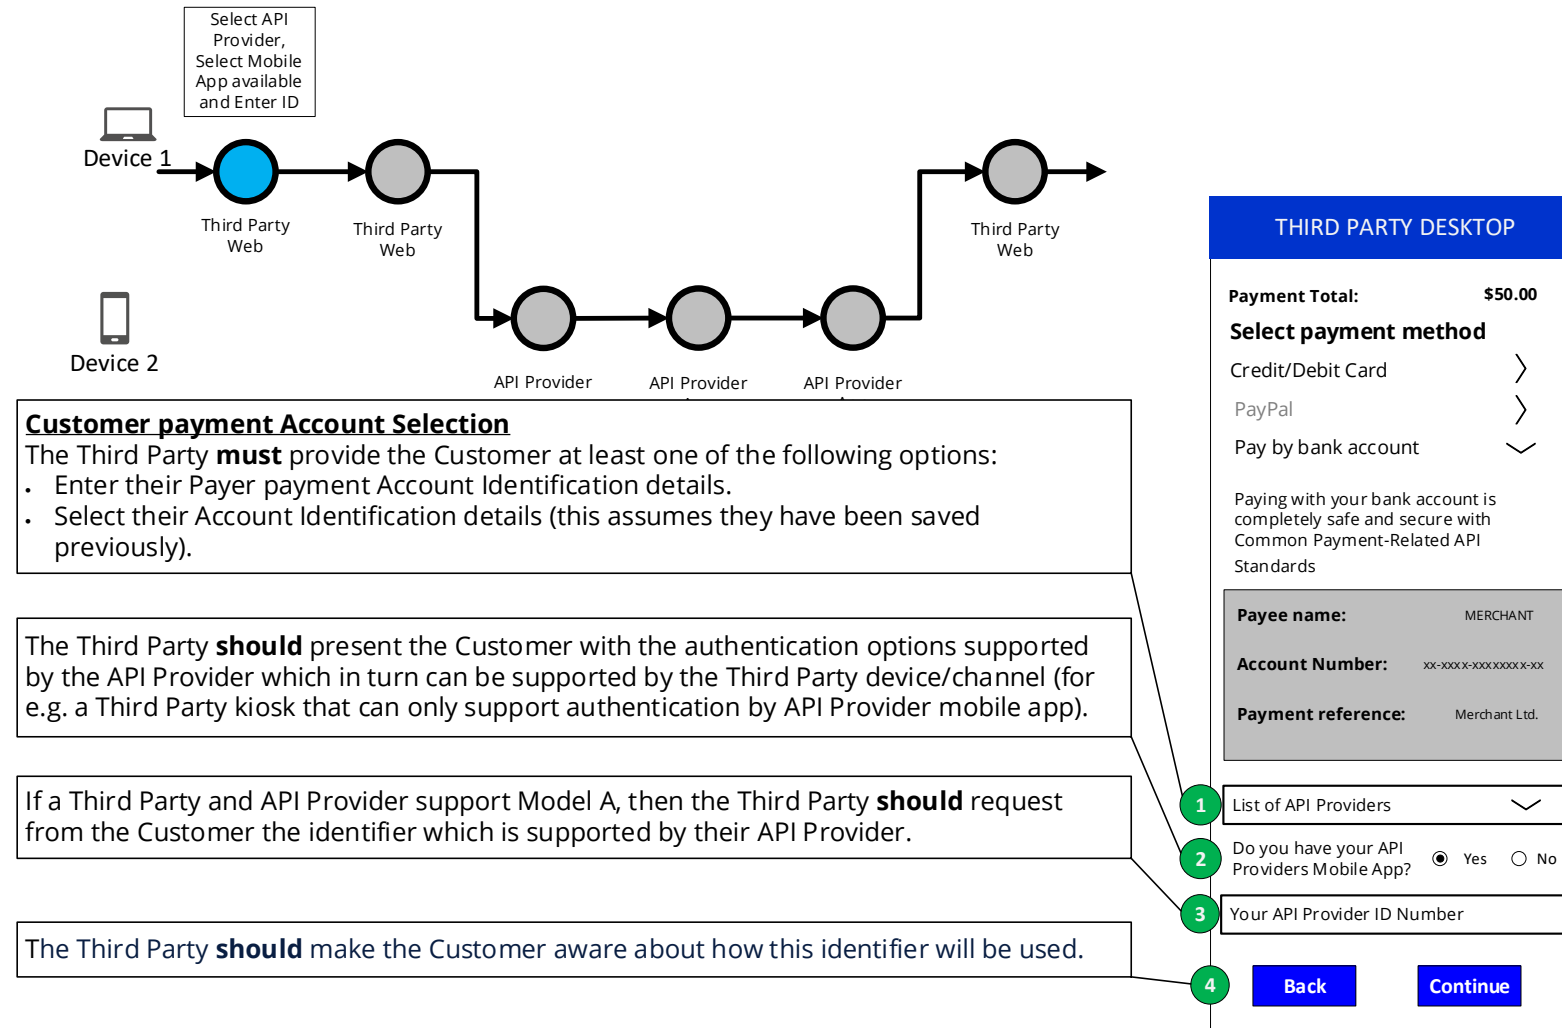 Select API
Provider,
Select Mobile
App available
and Enter ID
Device 1
Third Party
Web
Third Party
Web
Third Party
Web
Device 2
API Provider
API Provider
API Provider
Customer payment Account Selection
The Third Party must provide the Customer at least one of the following options:
• Enter their Payer payment Account Identification details.
• Select their Account Identification details (this assumes they have been saved
previously).
The Third Party should present the Customer with the authentication options supported
by the API Provider which in turn can be supported by the Third Party device/channel (for
e.g. a Third Party kiosk that can only support authentication by API Provider mobile app).
If a Third Party and API Provider support Model A, then the Third Party should request
from the Customer the identifier which is supported by their API Provider.
The Third Party should make the Customer aware about how this identifier will be used.
THIRD PARTY DESKTOP
Payment Total: $50.00
Select payment method
Credit/Debit Card
PayPal
Pay by bank account
Paying with your bank account is
completely safe and secure with
Common Payment-Related API
Standards
Payee name: MERCHANT
Account Number: xx-xxxx-xxxxxxxx-xx
Payment reference: Merchant Ltd.
1 List of API Providers
2 Do you have your API
Providers Mobile App? Yes No
3 Your API Provider ID Number
4 Back Continue